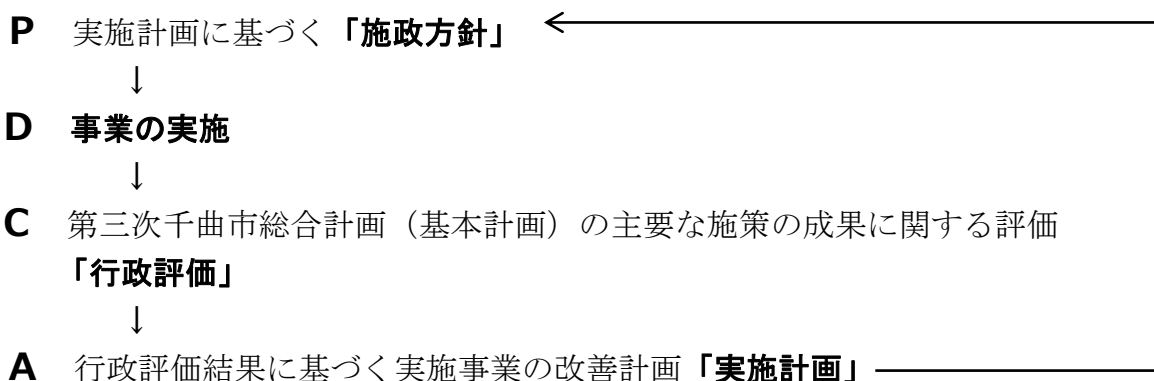 P 実施計画に基づく「施政方針」
↓
D 事業の実施
↓
C 第三次千曲市総合計画（基本計画）の主要な施策の成果に関する評価
「行政評価」
↓
A 行政評価結果に基づく実施事業の改善計画「実施計画」